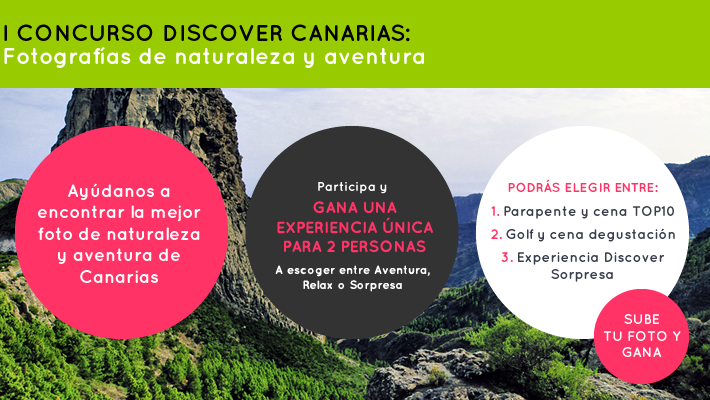 I CONCURSO DISCOVER CANARIAS:
Fotografías de naturaleza y aventura
Ayúdanos a
encontrar la mejor
foto de naturaleza
y aventura de
Canarias
Participa y
GANA UNA
EXPERIENCIA ÚNICA
PARA 2 PERSONAS
A escoger entre Aventura,
Relax o Sorpresa
PODRÁS ELEGIR ENTRE:
1. Parapente y cena TOP10
2. Golf y cena degustación
3. Experiencia Discover
Sorpresa
SUBE
TU FOTO Y
GANA